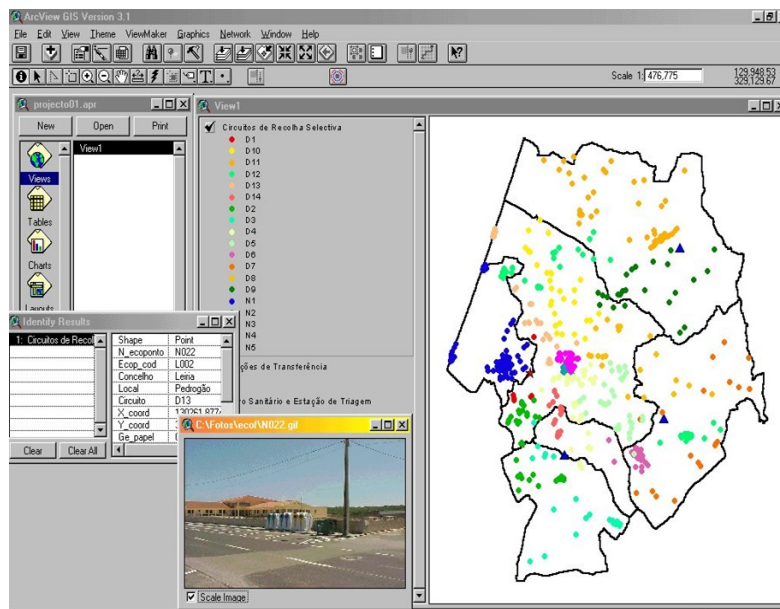 ArcView GIS Version 3.1
File Edit View Theme ViewMaker Graphics Network Window Help
Scale 1: 476,775
129,948.53
329,129.67
projecto01.apr
New Open Print
Views
Tables
Charts
Layouts
View1
View1
Circuitos de Recolha Selectiva
D1
D10
D11
D12
D13
D14
D2
D3
D4
D5
D6
D7
D8
D9
N1
N2
N3
N4
N5
ções de Transferência
ro Sanitário e Estação de Triagem
Identify Results
1: Circuitos de Recol
Shape Point
N_ecoponto N022
Ecop_cod L002
Concelho Leiria
Local Pedrogão
Circuito D13
X_coord
Y_coord
Ge_papel
Clear Clear All
C:\Fotos\ecol\N022.gif
Scale Image